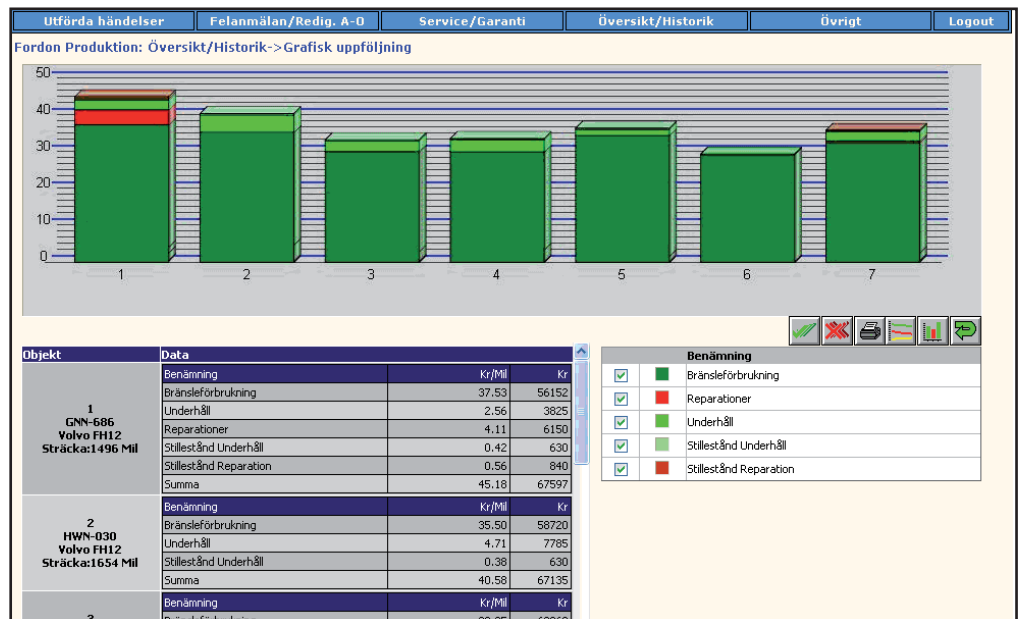 Utförda händelser Felanmälan/Redig. A-O Service/Garanti Översikt/Historik Övrigt Logout
Fordon Produktion: Översikt/Historik->Grafisk uppföljning
50
40
30
20
10
0
1 2 3 4 5 6 7
Objekt Data
Benämning Kr/Mil Kr
Bränsleförbrukning 37.53 56152
Underhåll 2.56 3825
Reparationer 4.11 6150
Stillestånd Underhåll 0.42 630
Stillestånd Reparation 0.56 840
Summa 45.18 67597
1
GNN-686
Volvo FH12
Sträcka:1496 Mil
Benämning Kr/Mil Kr
Bränsleförbrukning 35.50 58720
Underhåll 4.71 7785
Stillestånd Underhåll 0.38 630
Summa 40.58 67135
2
HWN-030
Volvo FH12
Sträcka:1654 Mil
Benämning Kr/Mil Kr
Benämning
Bränsleförbrukning
Reparationer
Underhåll
Stillestånd Underhåll
Stillestånd Reparation